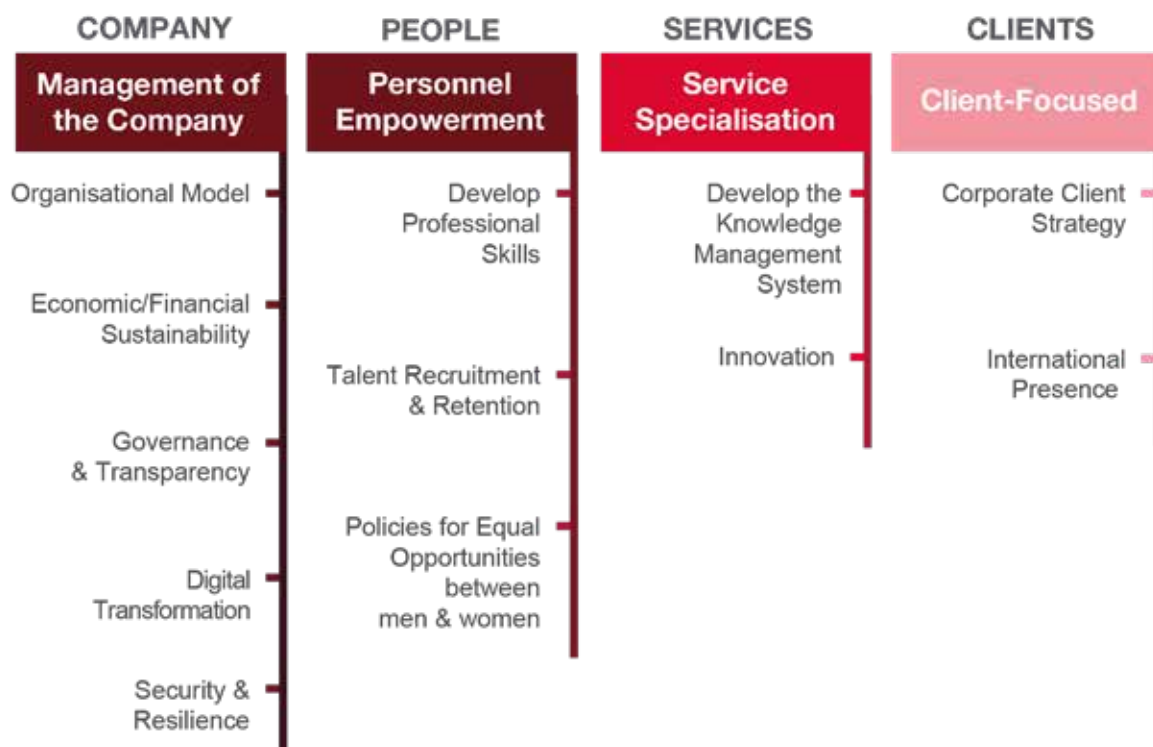 COMPANY
Management of
the Company
Organisational Model
Economic/Financial
Sustainability
Governance
& Transparency
Digital
Transformation
Security &
Resilience
PEOPLE
Personnel
Empowerment
Develop
Professional
Skills
Talent Recruitment
& Retention
Policies for Equal
Opportunities
between
men & women
SERVICES
Service
Specialisation
Develop the
Knowledge
Management
System
Innovation
CLIENTS
Client-Focused
Corporate Client
Strategy
International
Presence